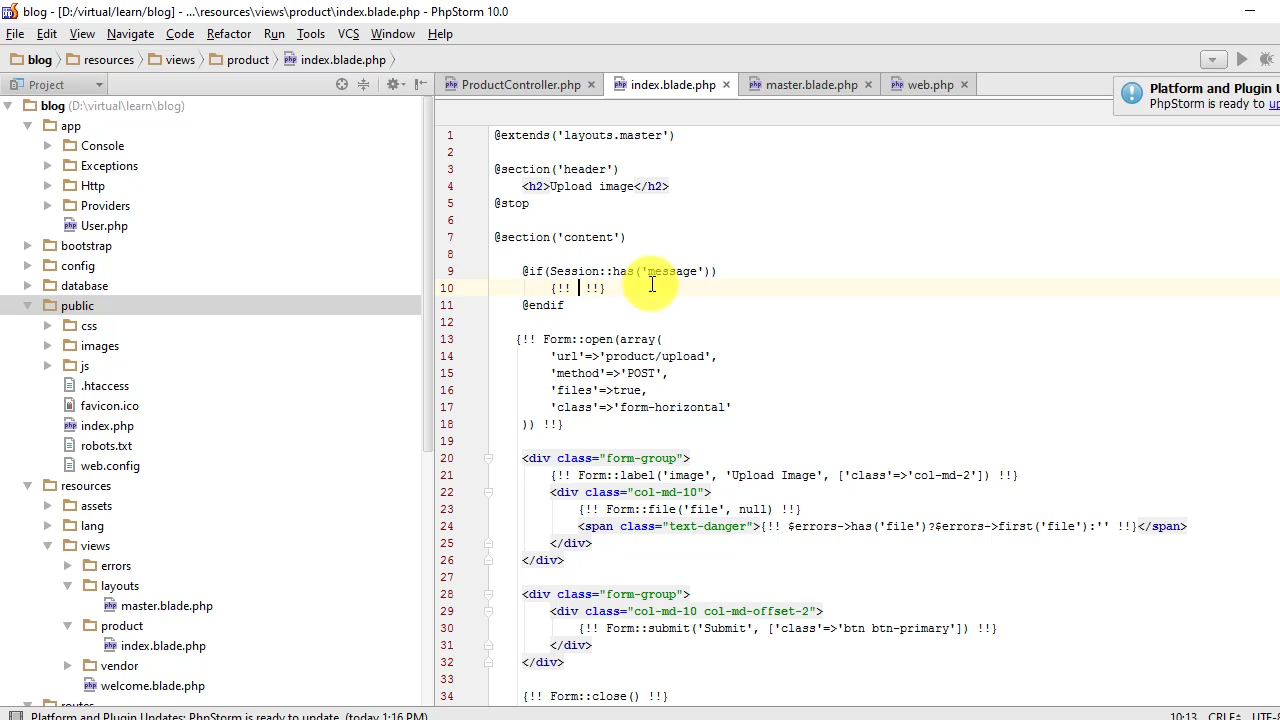 blog - [D:/virtual/learn/blog] - ...\resources\views\product\index.blade.php - PhpStorm 10.0
File Edit View Navigate Code Refactor Run Tools VCS Window Help
blog resources views product index.blade.php
Project ProductController.php index.blade.php master.blade.php web.php
Platform and Plugin U
PhpStorm is ready to up
blog (D:\virtual\learn\blog)
app
Console
Exceptions
Http
Providers
User.php
bootstrap
config
database
public
css
images
js
.htaccess
favicon.ico
index.php
robots.txt
web.config
resources
assets
lang
views
errors
layouts
master.blade.php
product
index.blade.php
vendor
welcome.blade.php
routes
1 @extends('layouts.master')
2
3 @section('header')
4 <h2>Upload image</h2>
5 @stop
6
7 @section('content')
8
9 @if(Session::has('message'))
10 {!! !!}
11 @endif
12
13 {!! Form::open(array(
14 'url'=>'product/upload',
15 'method'=>'POST',
16 'files'=>true,
17 'class'=>'form-horizontal'
18 )) !!}
19
20 <div class="form-group">
21 {!! Form::label('image', 'Upload Image', ['class'=>'col-md-2']) !!}
22 <div class="col-md-10">
23 {!! Form::file('file', null) !!}
24 <span class="text-danger">{!! $errors->has('file')?$errors->first('file'):'' !!}</span>
25 </div>
26 </div>
27
28 <div class="form-group">
29 <div class="col-md-10 col-md-offset-2">
30 {!! Form::submit('Submit', ['class'=>'btn btn-primary']) !!}
31 </div>
32 </div>
33
34 {!! Form::close() !!}
Platform and Plugin Updates: PhpStorm is ready to update. (today 1:16 PM) 10:13 CRLF UTF-8